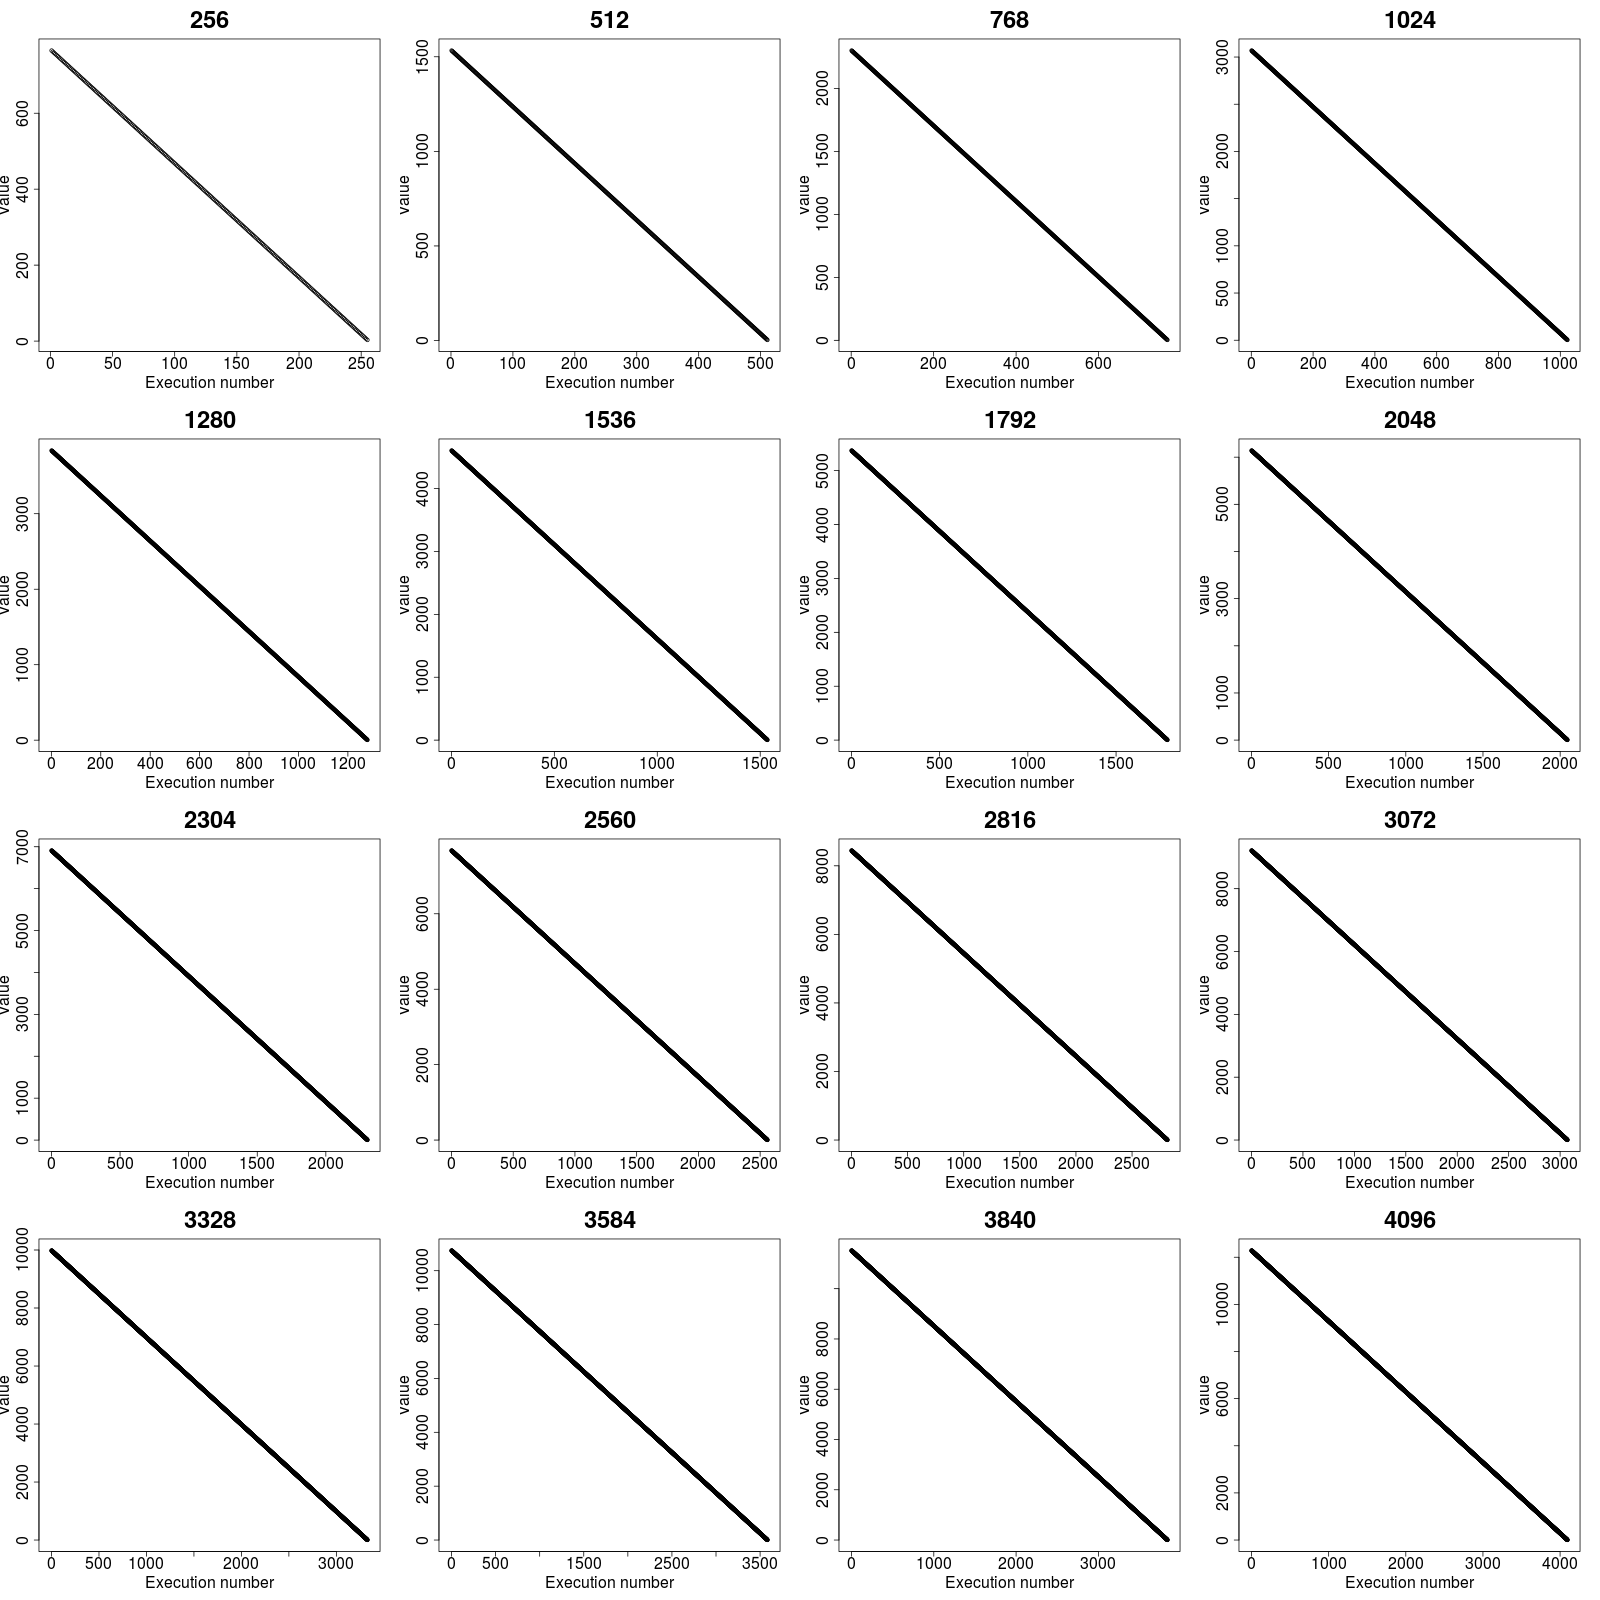 256 512 768 1024
value 0 200 400 600
0 50 100 150 200 250
Execution number
value 0 500 1000 1500
0 100 200 300 400 500
Execution number
value 0 500 1000 1500 2000
0 200 400 600
Execution number
value 0 500 1000 2000 3000
0 200 400 600 800 1000
Execution number
1280 1536 1792 2048
value 0 1000 2000 3000
0 200 400 600 800 1000 1200
Execution number
value 0 1000 2000 3000 4000
0 500 1000 1500
Execution number
value 0 1000 2000 3000 4000 5000
0 500 1000 1500
Execution number
value 0 1000 3000 5000
0 500 1000 1500 2000
Execution number
2304 2560 2816 3072
value 0 1000 3000 5000 7000
0 500 1000 1500 2000
Execution number
value 0 2000 4000 6000
0 500 1000 1500 2000 2500
Execution number
value 0 2000 4000 6000 8000
0 500 1000 1500 2000 2500
Execution number
value 0 2000 4000 6000 8000
0 500 1000 1500 2000 2500 3000
Execution number
3328 3584 3840 4096
value 0 2000 4000 6000 8000 10000
0 500 1000 2000 3000
Execution number
value 0 2000 4000 6000 8000 10000
0 500 1500 2500 3500
Execution number
value 0 2000 4000 6000 8000
0 1000 2000 3000
Execution number
value 0 2000 6000 10000
0 1000 2000 3000 4000
Execution number